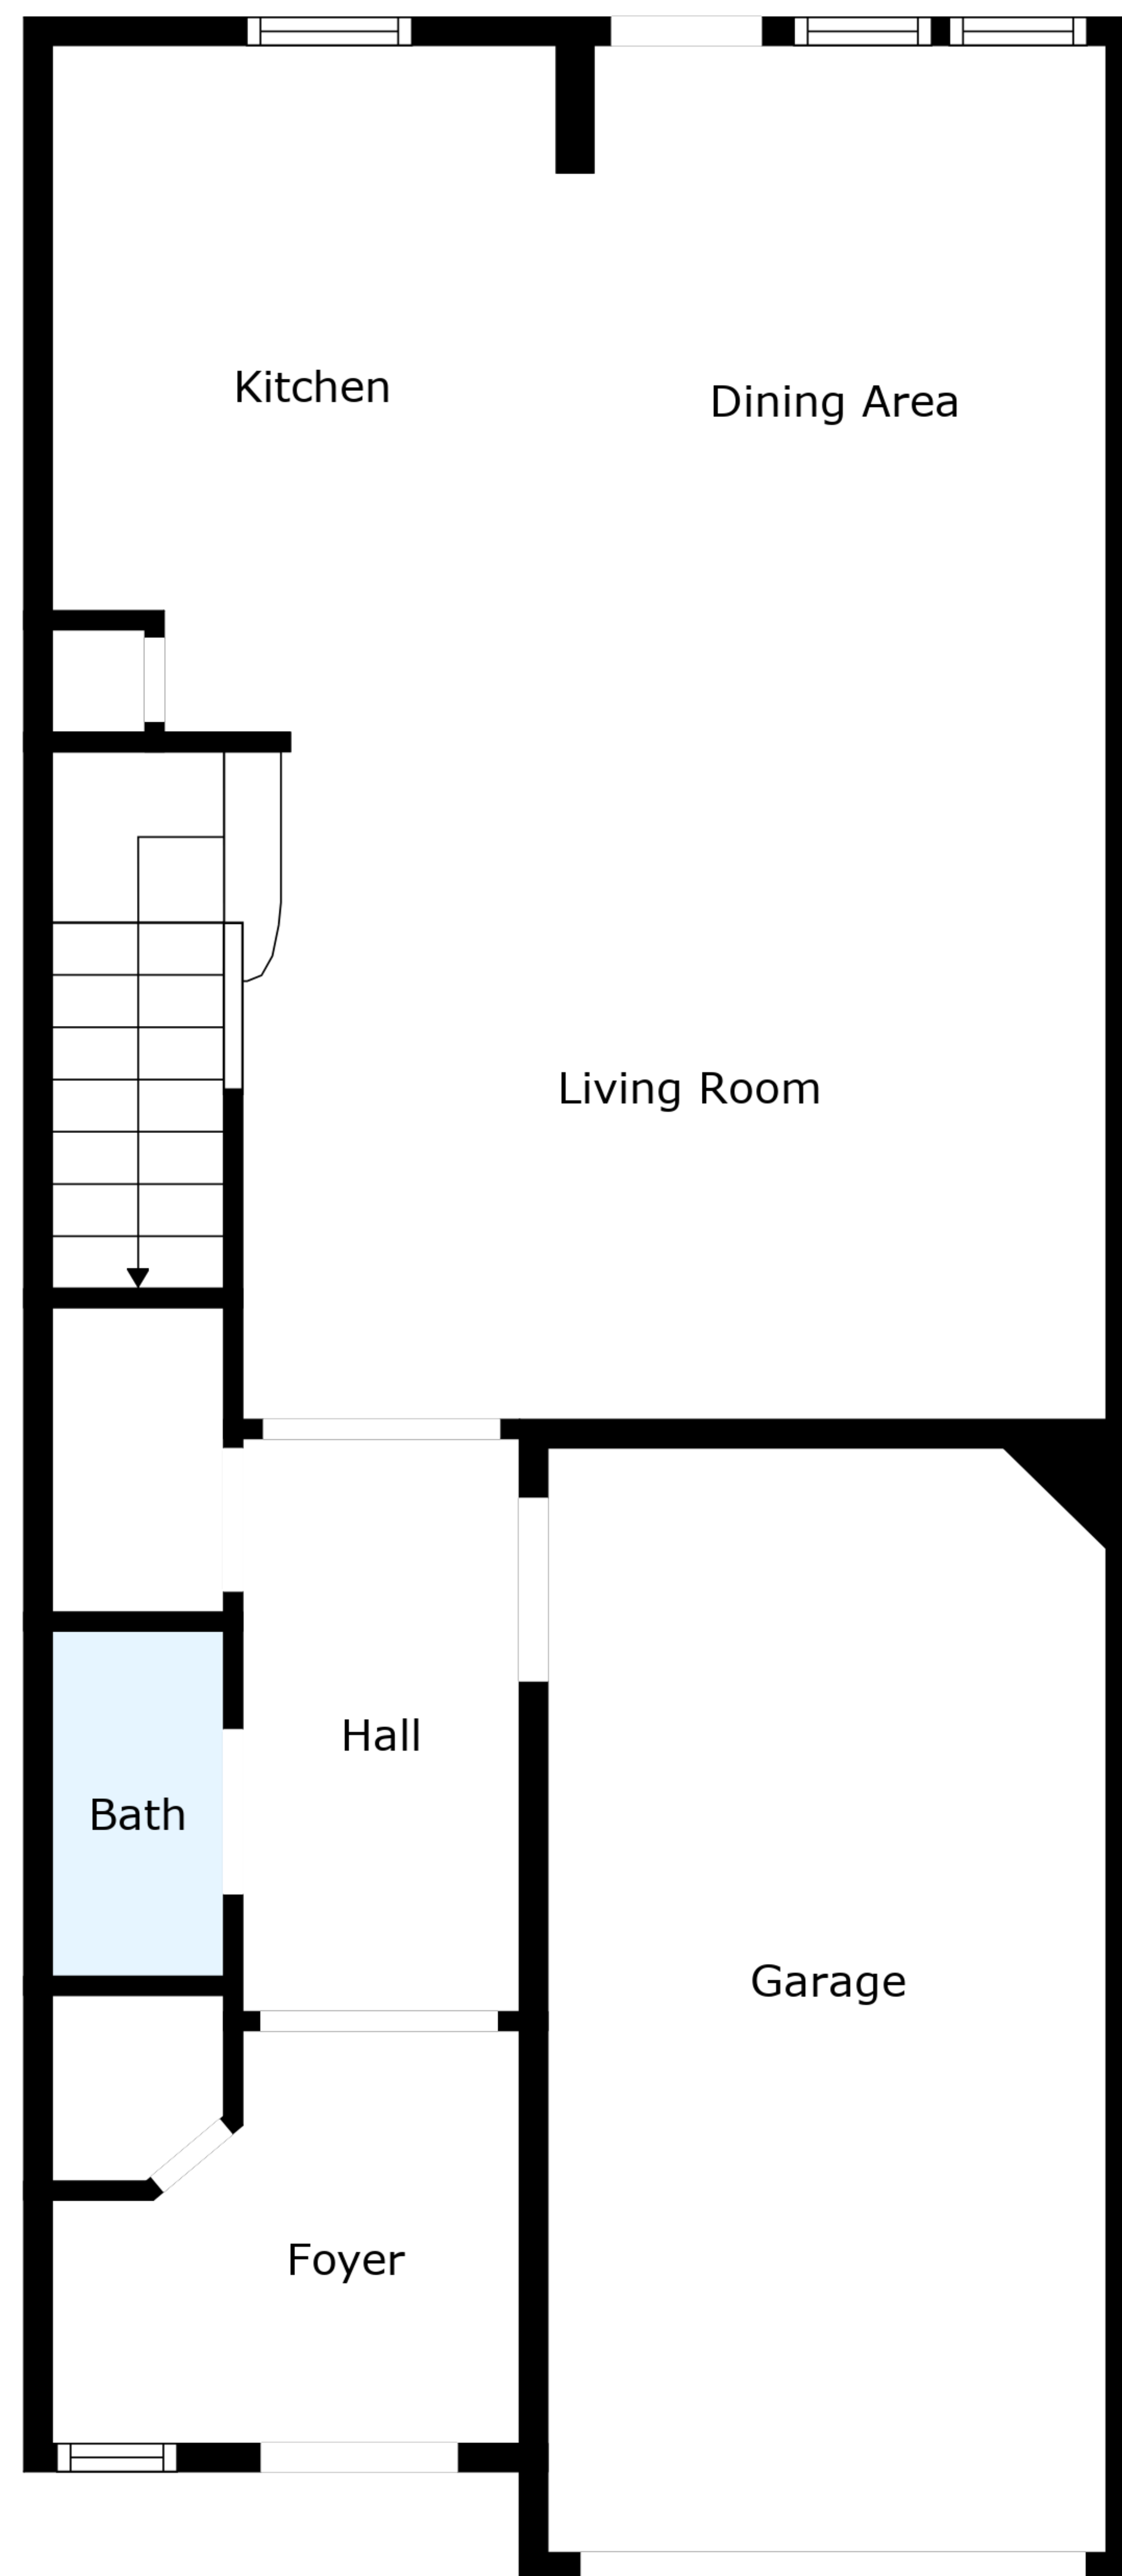 Kitchen
Dining Area
Living Room
Hall
Bath
Garage
Foyer